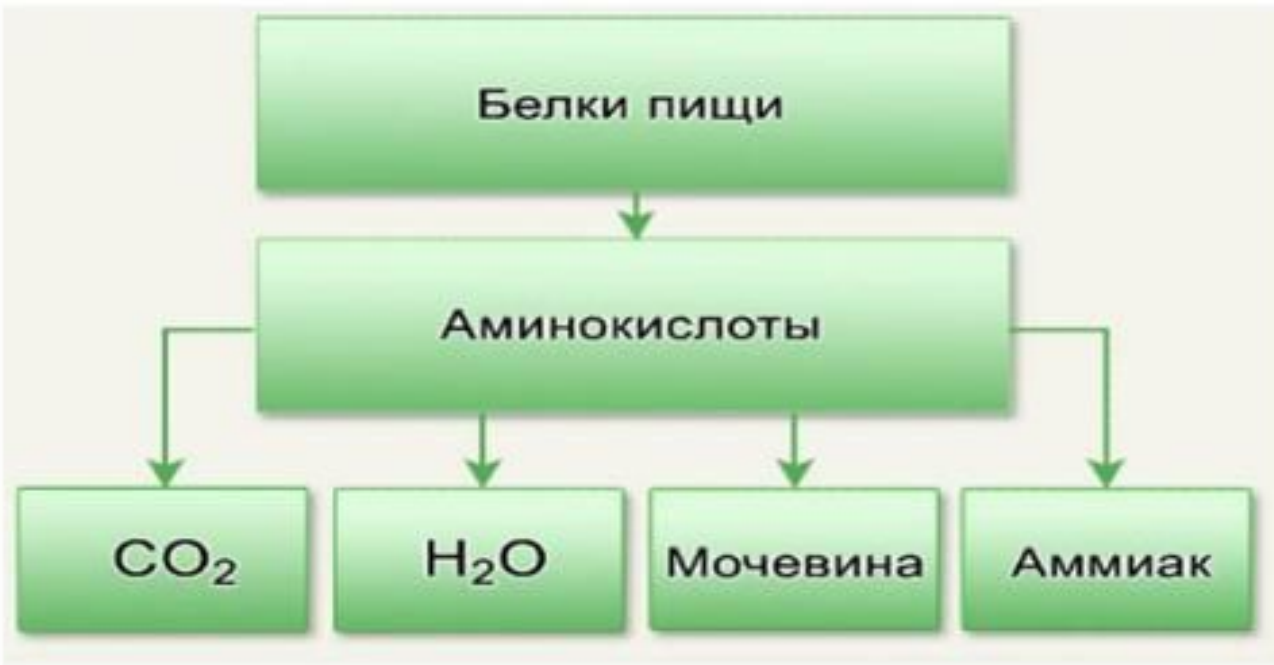 Белки пищи
Аминокислоты
CO₂
H₂O
Мочевина
Аммиак